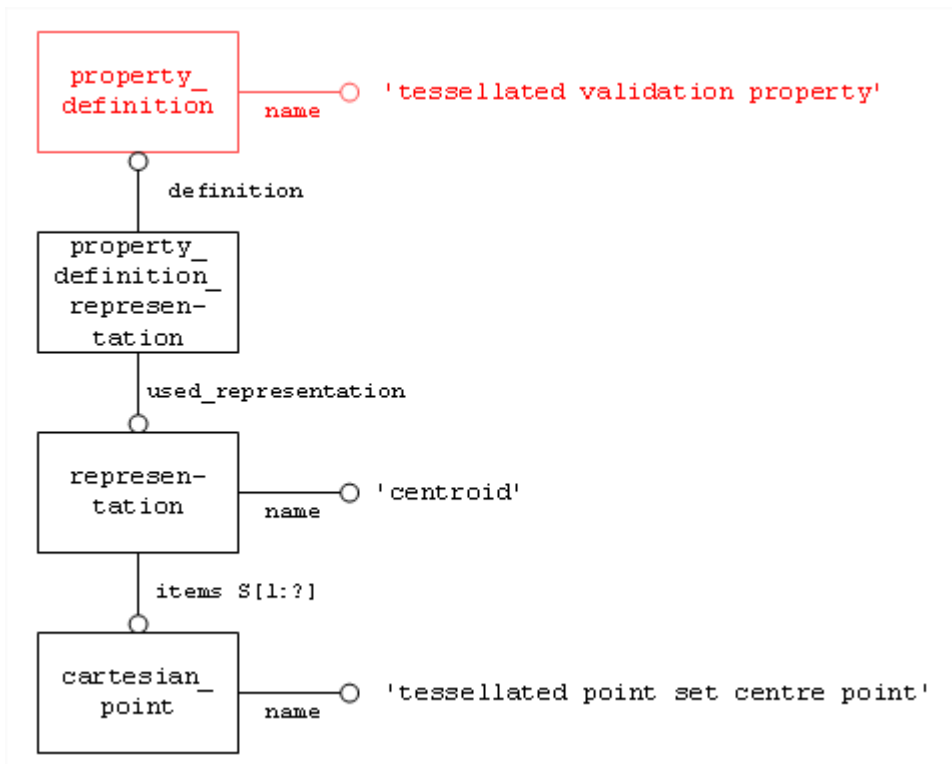 property_
definition
name
'tessellated validation property'
definition
property_
definition_
represen-
tation
used_representation
represen-
tation
name
'centroid'
items S[1:?]
cartesian_
point
name
'tessellated point set centre point'